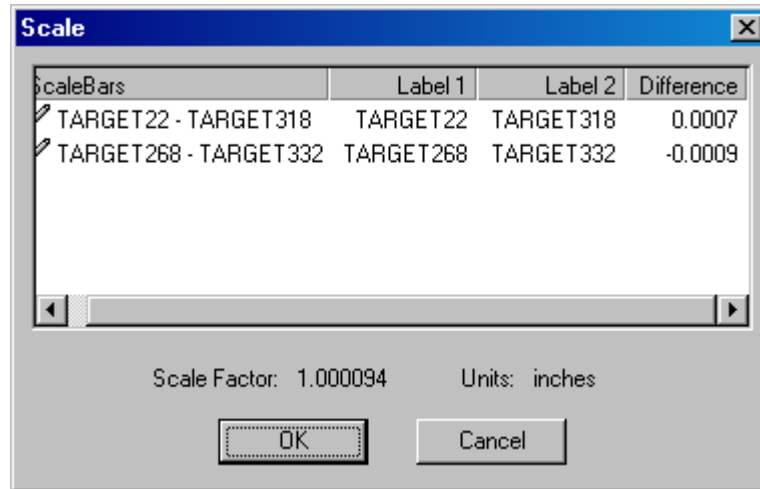 Scale
ScaleBars Label 1 Label 2 Difference
TARGET22 - TARGET318 TARGET22 TARGET318 0.0007
TARGET268 - TARGET332 TARGET268 TARGET332 -0.0009
Scale Factor: 1.000094 Units: inches
OK Cancel